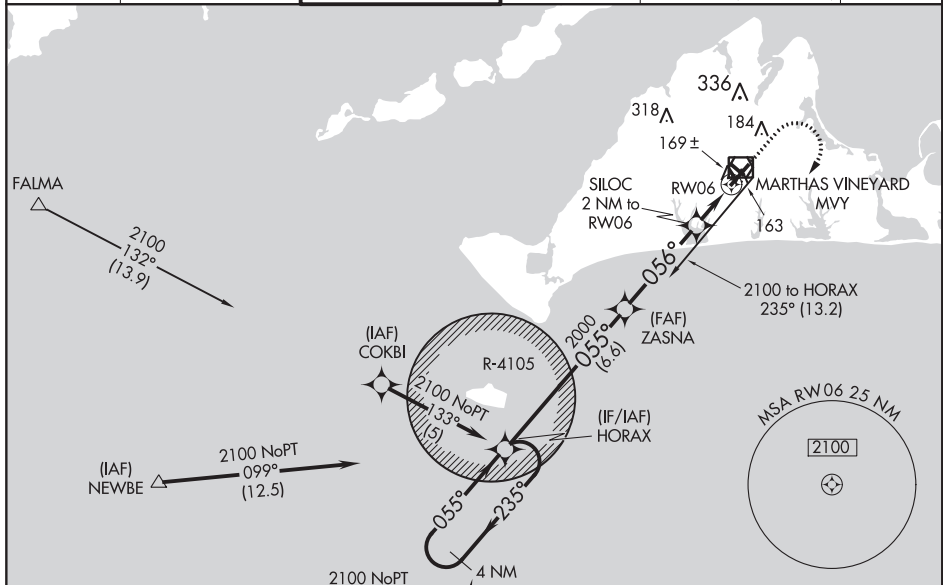 336
318
184
169±
FALMA
SILOC
2 NM to
RW06
RW06
MARTHAS VINEYARD
MVY
163
2100
132°
(13.9)
056°
2100 to HORAX
235° (13.2)
2000
055°
(6.6)
(FAF)
ZASNA
(IAF)
COKBI
R-4105
2100 NoPT
133°
(5)
(IF/IAF)
HORAX
MSA RW06 25 NM
2100
(IAF)
NEWBE
2100 NoPT
099°
(12.5)
055°
235°
4 NM
2100 NoPT